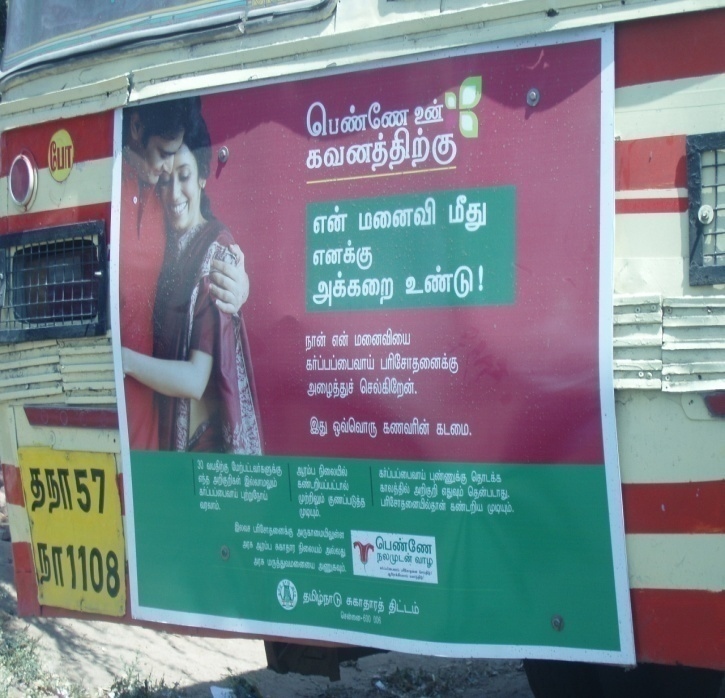 பெண்ணே உன்
கவனத்திற்கு
போ
என் மனைவி மீது
எனக்கு
அக்கறை உண்டு!
நான் என் மனைவியை
கர்ப்பப்பைவாய் பரிசோதனைக்கு
அழைத்துச் செல்கிறேன்.
இது ஒவ்வொரு கணவரின் கடமை.
30 வயதிற்கு மேற்பட்டவர்களுக்கு
எந்த அறிகுறிகள் இல்லாமலும்
கர்ப்பப்பைவாய் புற்றுநோய்
வரலாம்.
ஆரம்ப நிலையில்
கண்டறியப்பட்டால்
முற்றிலும் குணப்படுத்த
முடியும்.
கர்ப்பப்பைவாய் புண்ணுக்கு தொடக்க
காலத்தில் அறிகுறி எதுவும் தென்படாது.
பரிசோதனையில்தான் கண்டறிய முடியும்.
இலவச பரிசோதனைக்கு அருகாமையிலுள்ள
அரசு ஆரம்ப சுகாதார நிலையம் அல்லது
அரசு மருத்துவமனையை அணுகவும்.
பெண்ணே
நலமுடன் வாழ
தமிழ்நாடு சுகாதாரத் திட்டம்
சென்னை-600 006
தநா57
நா1108